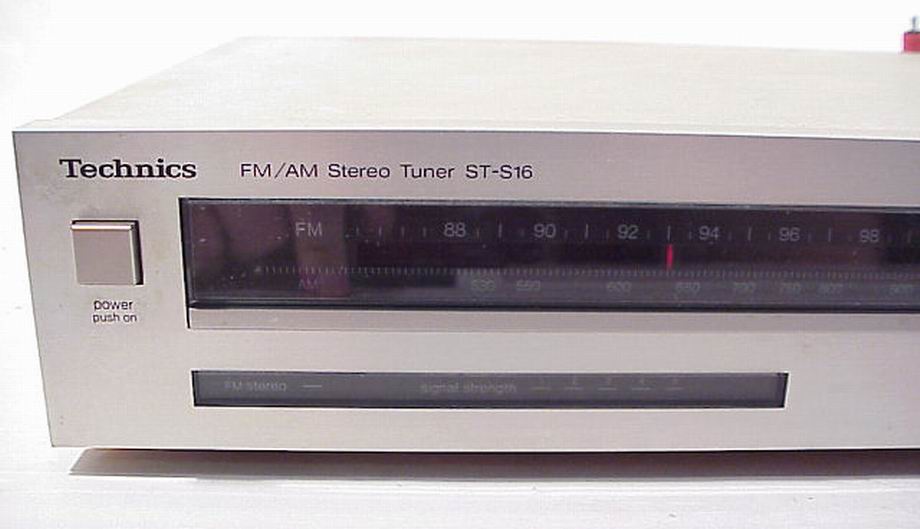 Technics FM/AM Stereo Tuner ST-S16
FM 88 90 92 94 96 98
power
push on
AM 530 550 600 650 700 750 800 900
FM stereo signal strength 1 2 3 4 5